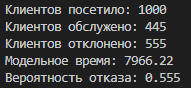 Клиентов посетило: 1000
Клиентов обслужено: 445
Клиентов отклонено: 555
Модельное время: 7966.22
Вероятность отказа: 0.555